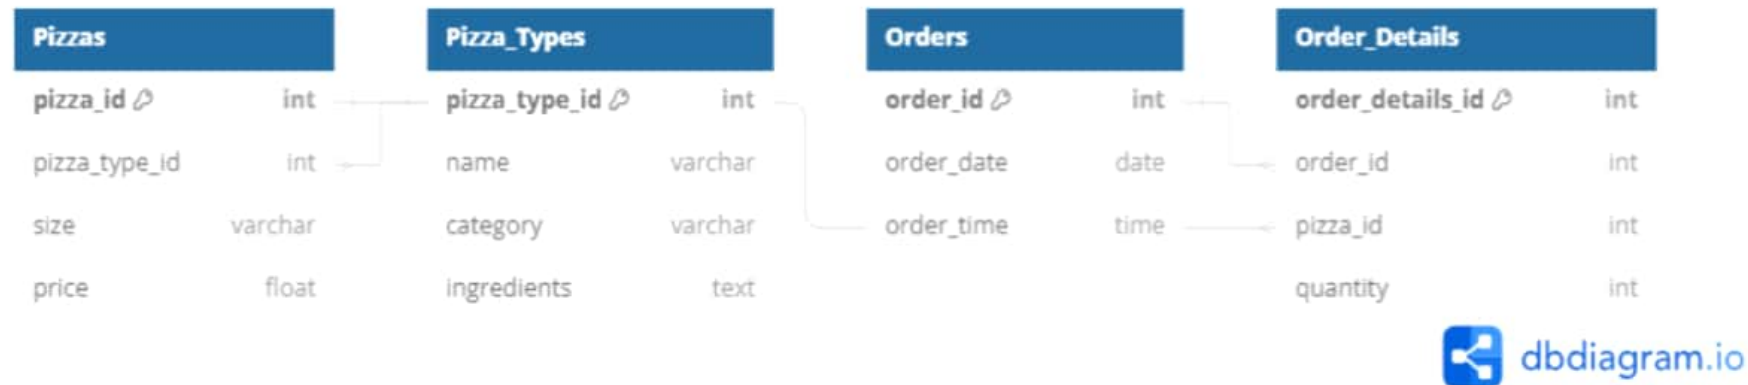 Pizzas
pizza_id int
pizza_type_id int
size varchar
price float
Pizza_Types
pizza_type_id int
name varchar
category varchar
ingredients text
Orders
order_id int
order_date date
order_time time
Order_Details
order_details_id int
order_id int
pizza_id int
quantity int
dbdiagram.io